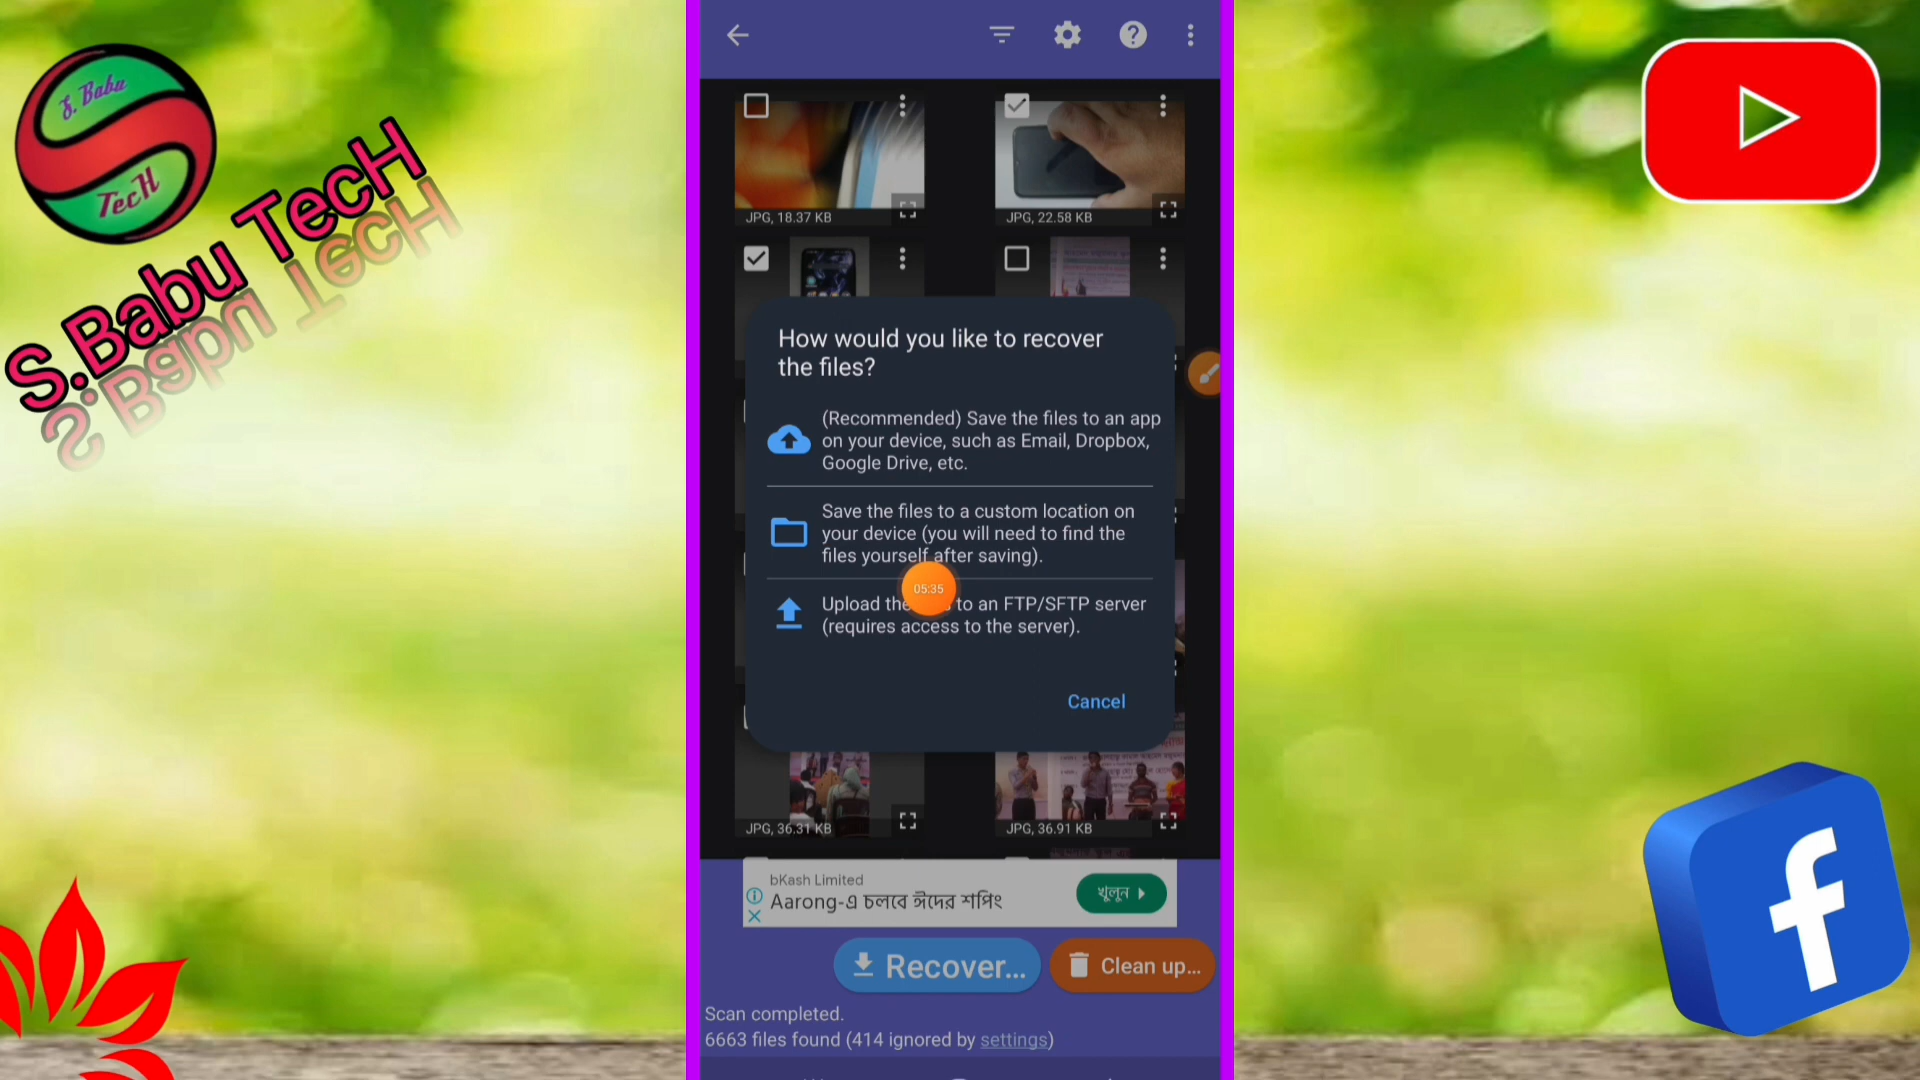 S. Babu
TecH
S.Babu TecH
JPG, 18.37 KB
JPG, 22.58 KB
How would you like to recover
the files?
(Recommended) Save the files to an app
on your device, such as Email, Dropbox,
Google Drive, etc.
Save the files to a custom location on
your device (you will need to find the
files yourself after saving).
05:35
Upload the to an FTP/SFTP server
(requires access to the server).
Cancel
JPG, 36.31 KB
JPG, 36.91 KB
bKash Limited
Aarong-এ চলবে ঈদের শপিং
খুলুন
Recover...
Clean up...
Scan completed.
6663 files found (414 ignored by settings)